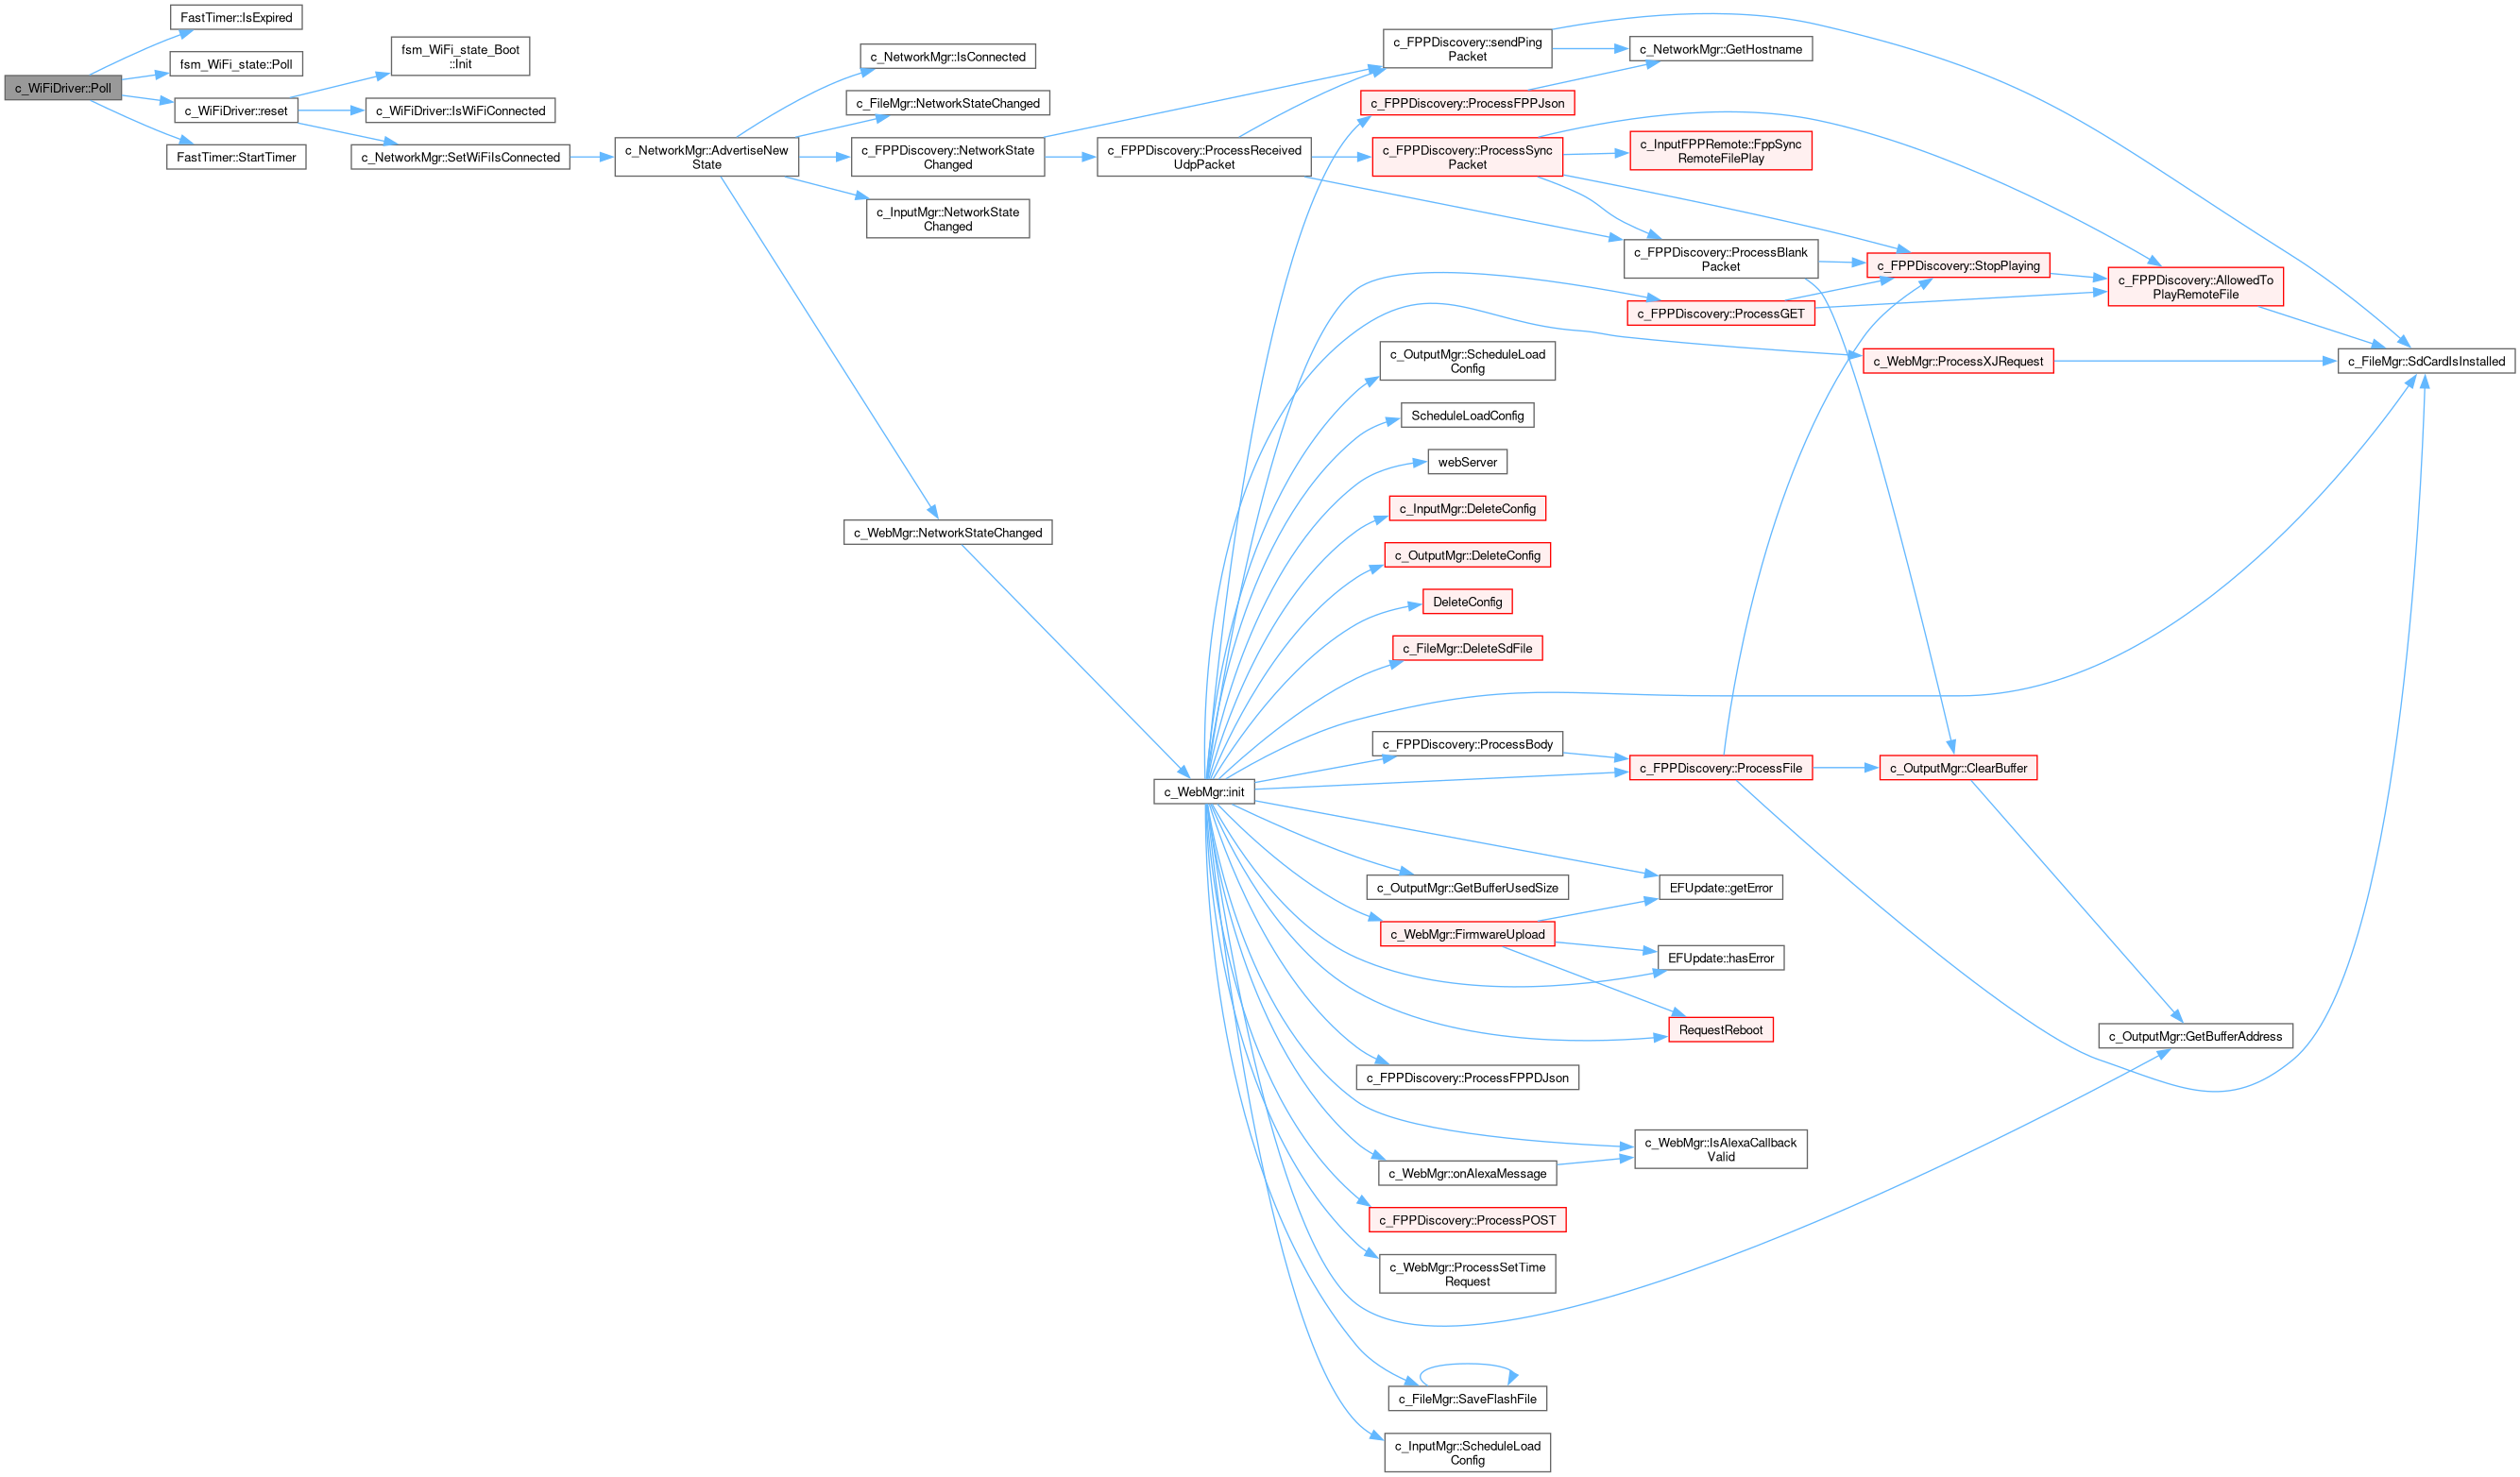 c_WiFiDriver::Poll
FastTimer::IsExpired
fsm_WiFi_state::Poll
c_WiFiDriver::reset
FastTimer::StartTimer
fsm_WiFi_state_Boot
::Init
c_WiFiDriver::IsWiFiConnected
c_NetworkMgr::SetWiFiIsConnected
c_NetworkMgr::AdvertiseNew
State
c_NetworkMgr::IsConnected
c_FileMgr::NetworkStateChanged
c_FPPDiscovery::NetworkState
Changed
c_InputMgr::NetworkState
Changed
c_WebMgr::NetworkStateChanged
c_FPPDiscovery::ProcessReceived
UdpPacket
c_WebMgr::init
c_FPPDiscovery::sendPing
Packet
c_FPPDiscovery::ProcessFPPJson
c_FPPDiscovery::ProcessSync
Packet
c_NetworkMgr::GetHostname
c_InputFPPRemote::FppSync
RemoteFilePlay
c_FPPDiscovery::ProcessBlank
Packet
c_FPPDiscovery::ProcessGET
c_FPPDiscovery::StopPlaying
c_FPPDiscovery::AllowedTo
PlayRemoteFile
c_WebMgr::ProcessXJRequest
c_FileMgr::SdCardIsInstalled
c_OutputMgr::ScheduleLoad
Config
ScheduleLoadConfig
webServer
c_InputMgr::DeleteConfig
c_OutputMgr::DeleteConfig
DeleteConfig
c_FileMgr::DeleteSdFile
c_FPPDiscovery::ProcessBody
c_FPPDiscovery::ProcessFile
c_OutputMgr::ClearBuffer
c_OutputMgr::GetBufferUsedSize
EFUpdate::getError
c_WebMgr::FirmwareUpload
EFUpdate::hasError
RequestReboot
c_OutputMgr::GetBufferAddress
c_FPPDiscovery::ProcessFPPDJson
c_WebMgr::IsAlexaCallback
Valid
c_WebMgr::onAlexaMessage
c_FPPDiscovery::ProcessPOST
c_WebMgr::ProcessSetTime
Request
c_FileMgr::SaveFlashFile
c_InputMgr::ScheduleLoad
Config